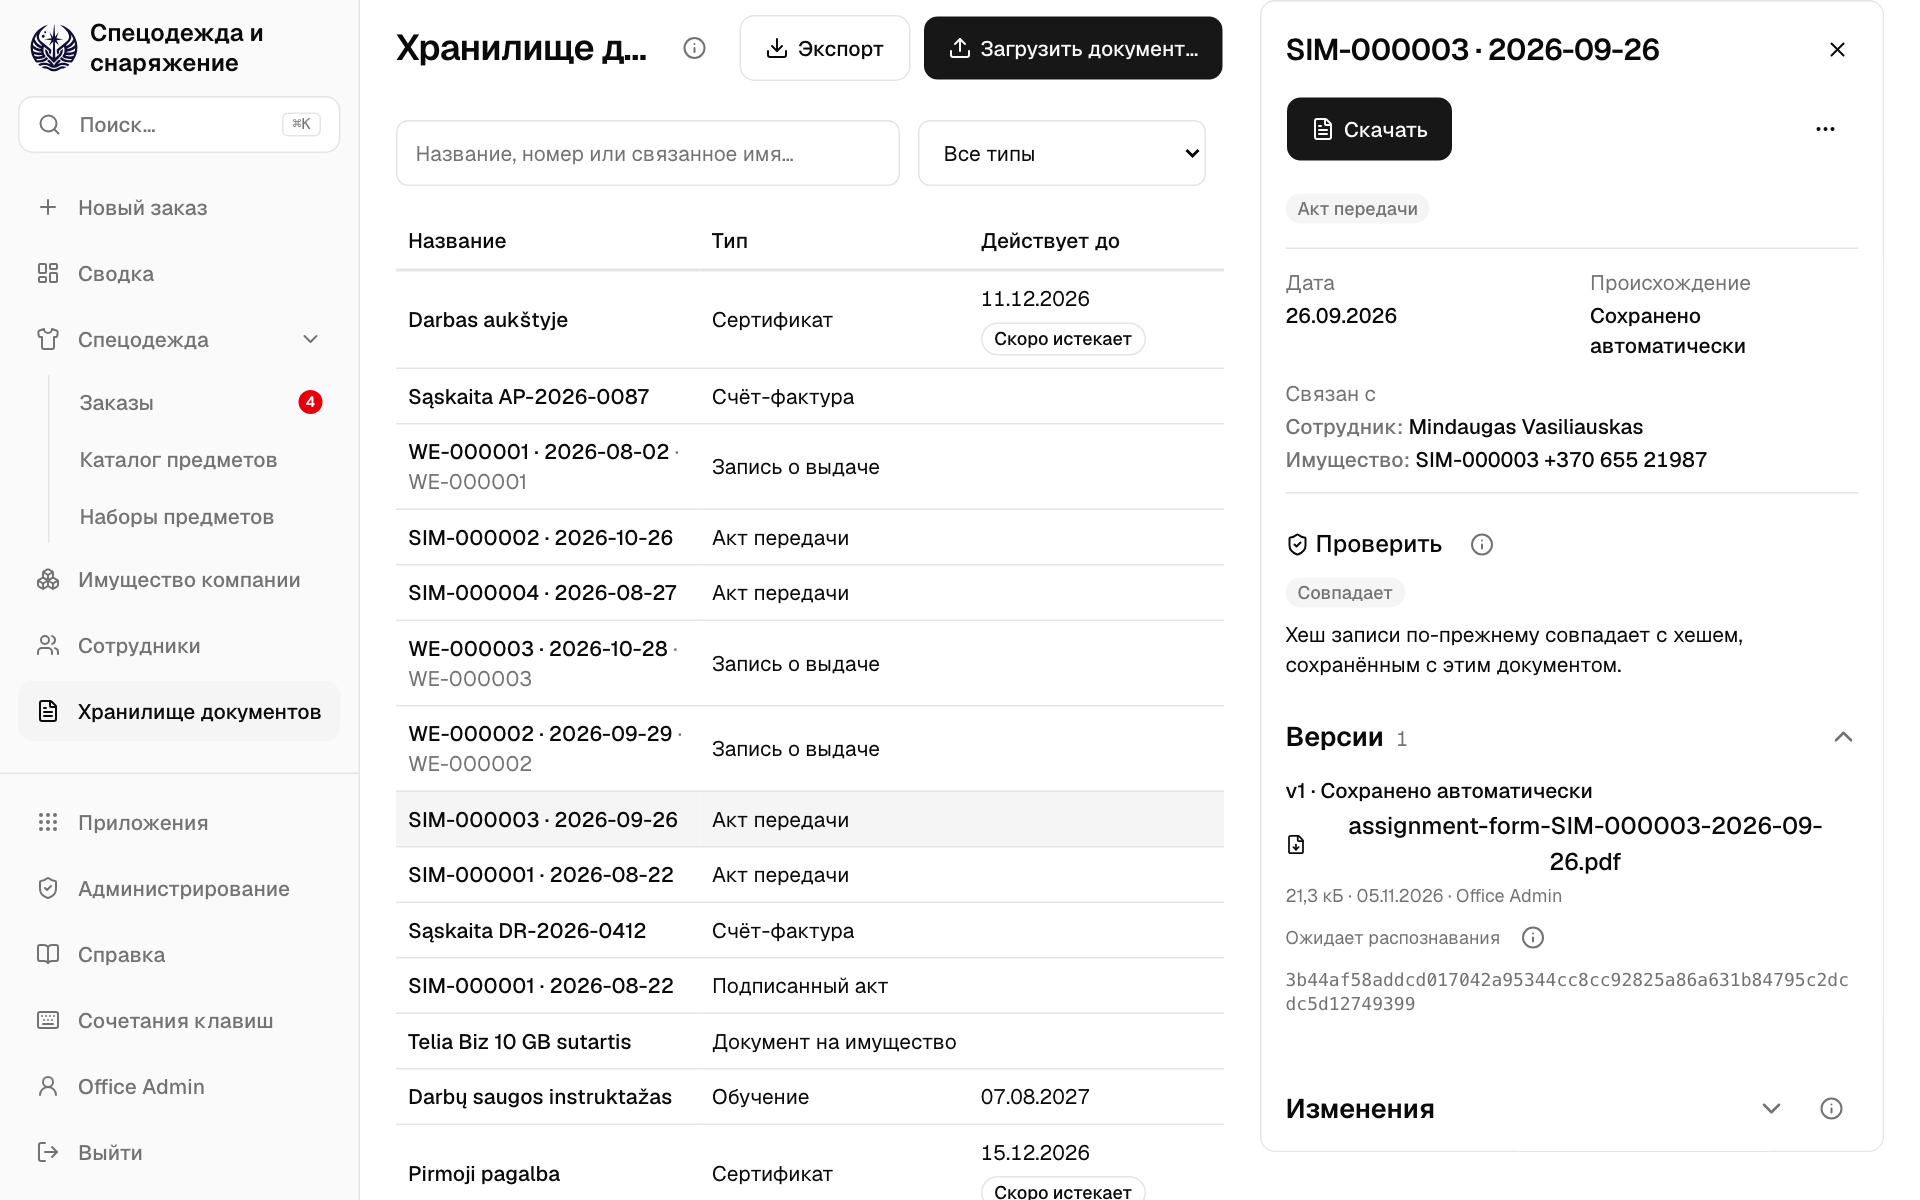 Спецодежда и
снаряжение
Поиск...
⌘K
Новый заказ
Сводка
Спецодежда
Заказы
4
Каталог предметов
Наборы предметов
Имущество компании
Сотрудники
Хранилище документов
Приложения
Администрирование
Справка
Сочетания клавиш
Office Admin
Выйти
Хранилище д...
Экспорт
Загрузить документ...
Название, номер или связанное имя...
Все типы
Название Тип Действует до
Darbas aukštyje Сертификат 11.12.2026
Скоро истекает
Sąskaita AP-2026-0087 Счёт-фактура
WE-000001 · 2026-08-02 ·
WE-000001
Запись о выдаче
SIM-000002 · 2026-10-26 Акт передачи
SIM-000004 · 2026-08-27 Акт передачи
WE-000003 · 2026-10-28 ·
WE-000003
Запись о выдаче
WE-000002 · 2026-09-29 ·
WE-000002
Запись о выдаче
SIM-000003 · 2026-09-26 Акт передачи
SIM-000001 · 2026-08-22 Акт передачи
Sąskaita DR-2026-0412 Счёт-фактура
SIM-000001 · 2026-08-22 Подписанный акт
Telia Biz 10 GB sutartis Документ на имущество
Darbų saugos instruktažas Обучение 07.08.2027
Pirmoji pagalba Сертификат 15.12.2026
Скоро истекает
SIM-000003 · 2026-09-26
Скачать
Акт передачи
Дата
26.09.2026
Происхождение
Сохранено
автоматически
Связан с
Сотрудник: Mindaugas Vasiliauskas
Имущество: SIM-000003 +370 655 21987
Проверить
Совпадает
Хеш записи по-прежнему совпадает с хешем,
сохранённым с этим документом.
Версии 1
v1 · Сохранено автоматически
assignment-form-SIM-000003-2026-09-
26.pdf
21,3 кБ · 05.11.2026 · Office Admin
Ожидает распознавания
3b44af58addcd017042a95344cc8cc92825a86a631b84795c2dc
dc5d12749399
Изменения